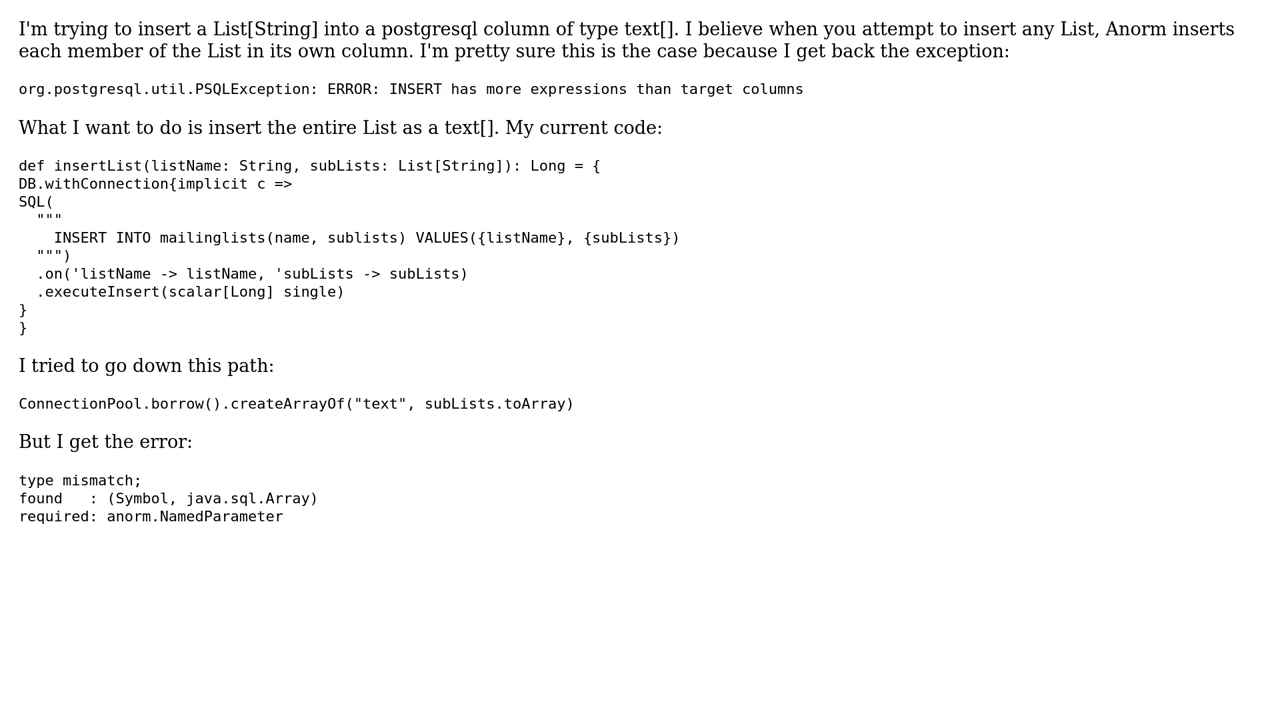 I'm trying to insert a List[String] into a postgresql column of type text[]. I believe when you attempt to insert any List, Anorm inserts
each member of the List in its own column. I'm pretty sure this is the case because I get back the exception:
org.postgresql.util.PSQLException: ERROR: INSERT has more expressions than target columns
What I want to do is insert the entire List as a text[]. My current code:
def insertList(listName: String, subLists: List[String]): Long = {
DB.withConnection{implicit c =>
SQL(
  """
    INSERT INTO mailinglists(name, sublists) VALUES({listName}, {subLists})
  """)
  .on('listName -> listName, 'subLists -> subLists)
  .executeInsert(scalar[Long] single)
}
}
I tried to go down this path:
ConnectionPool.borrow().createArrayOf("text", subLists.toArray)
But I get the error:
type mismatch;
found   : (Symbol, java.sql.Array)
required: anorm.NamedParameter